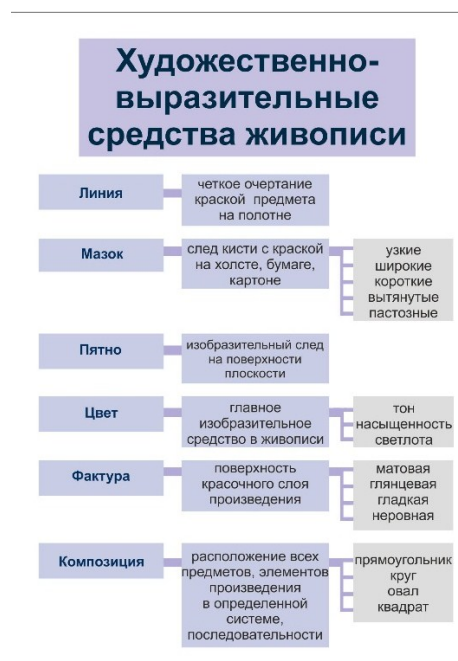 Художественно-
выразительные
средства живописи
Линия
четкое очертание
краской предмета
на полотне
Мазок
след кисти с краской
на холсте, бумаге,
картоне
узкие
широкие
короткие
вытянутые
пастозные
Пятно
изобразительный след
на поверхности
плоскости
Цвет
главное
изобразительное
средство в живописи
тон
насыщенность
светлота
Фактура
поверхность
красочного слоя
произведения
матовая
глянцевая
гладкая
неровная
Композиция
расположение всех
предметов, элементов
произведения
в определенной
системе,
последовательности
прямоугольник
круг
овал
квадрат